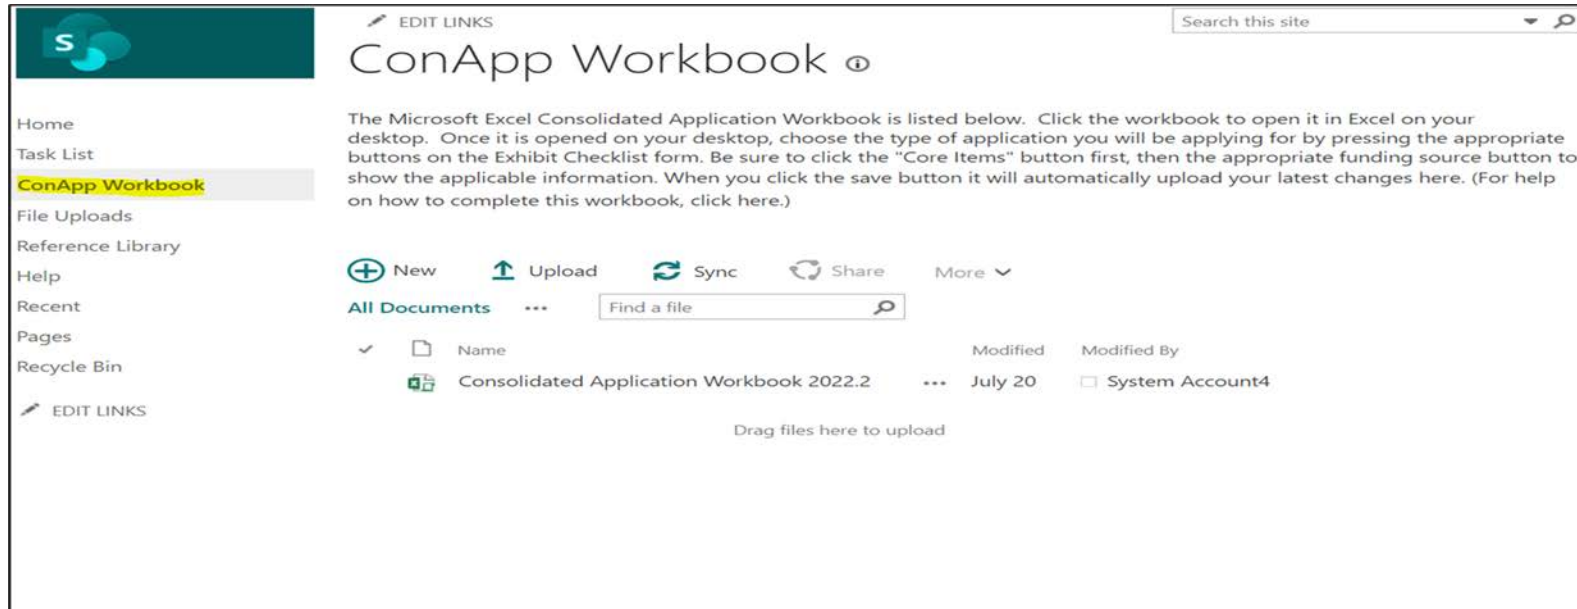 S
EDIT LINKS
Search this site
ConApp Workbook
Home
Task List
ConApp Workbook
File Uploads
Reference Library
Help
Recent
Pages
Recycle Bin
EDIT LINKS
The Microsoft Excel Consolidated Application Workbook is listed below. Click the workbook to open it in Excel on your
desktop. Once it is opened on your desktop, choose the type of application you will be applying for by pressing the appropriate
buttons on the Exhibit Checklist form. Be sure to click the "Core Items" button first, then the appropriate funding source button to
show the applicable information. When you click the save button it will automatically upload your latest changes here. (For help
on how to complete this workbook, click here.)
New Upload Sync Share More
All Documents ... Find a file
Name Modified Modified By
Consolidated Application Workbook 2022.2 ... July 20 System Account4
Drag files here to upload